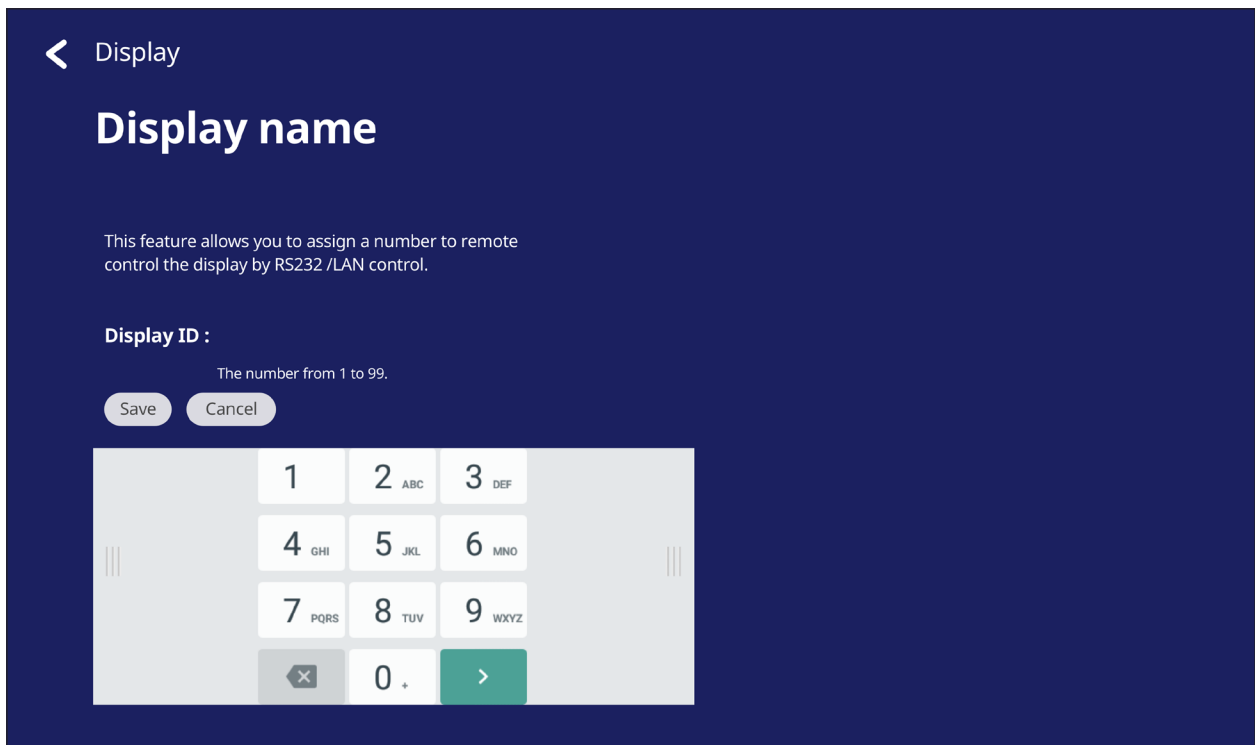 Display
Display name
This feature allows you to assign a number to remote
control the display by RS232 /LAN control.
Display ID :
The number from 1 to 99.
Save Cancel
1 2 ABC 3 DEF
4 GHI 5 JKL 6 MNO
7 PQRS 8 TUV 9 WXYZ
0 +